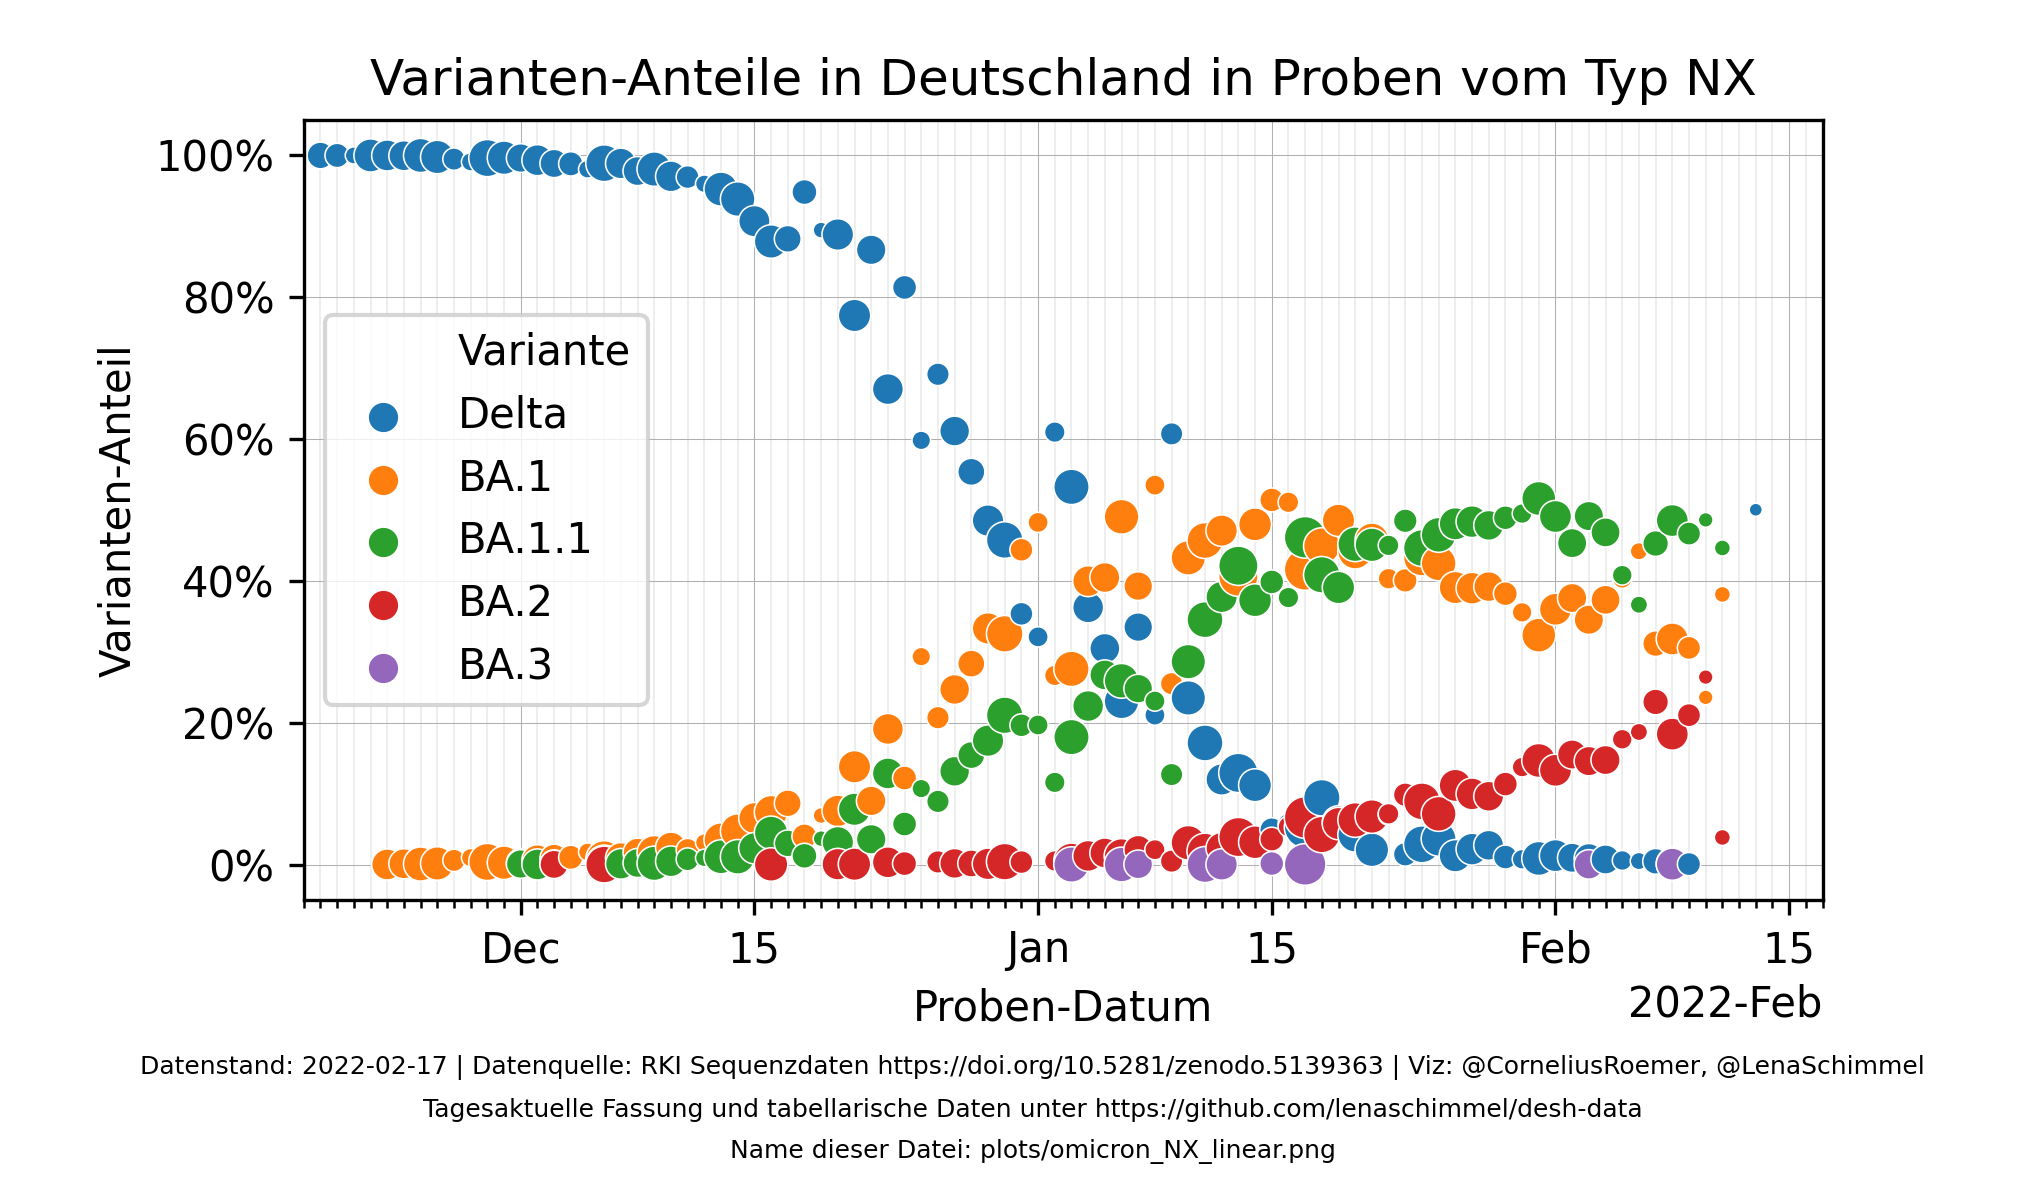 Varianten-Anteile in Deutschland in Proben vom Typ NX
100%
80%
60%
40%
20%
0%
Varianten-Anteil
Variante
Delta
BA.1
BA.1.1
BA.2
BA.3
Dec
15
Jan
15
Feb
15
Proben-Datum
2022-Feb
Datenstand: 2022-02-17 | Datenquelle: RKI Sequenzdaten https://doi.org/10.5281/zenodo.5139363 | Viz: @CorneliusRoemer, @LenaSchimmel
Tagesaktuelle Fassung und tabellarische Daten unter https://github.com/lenaschimmel/desh-data
Name dieser Datei: plots/omicron_NX_linear.png